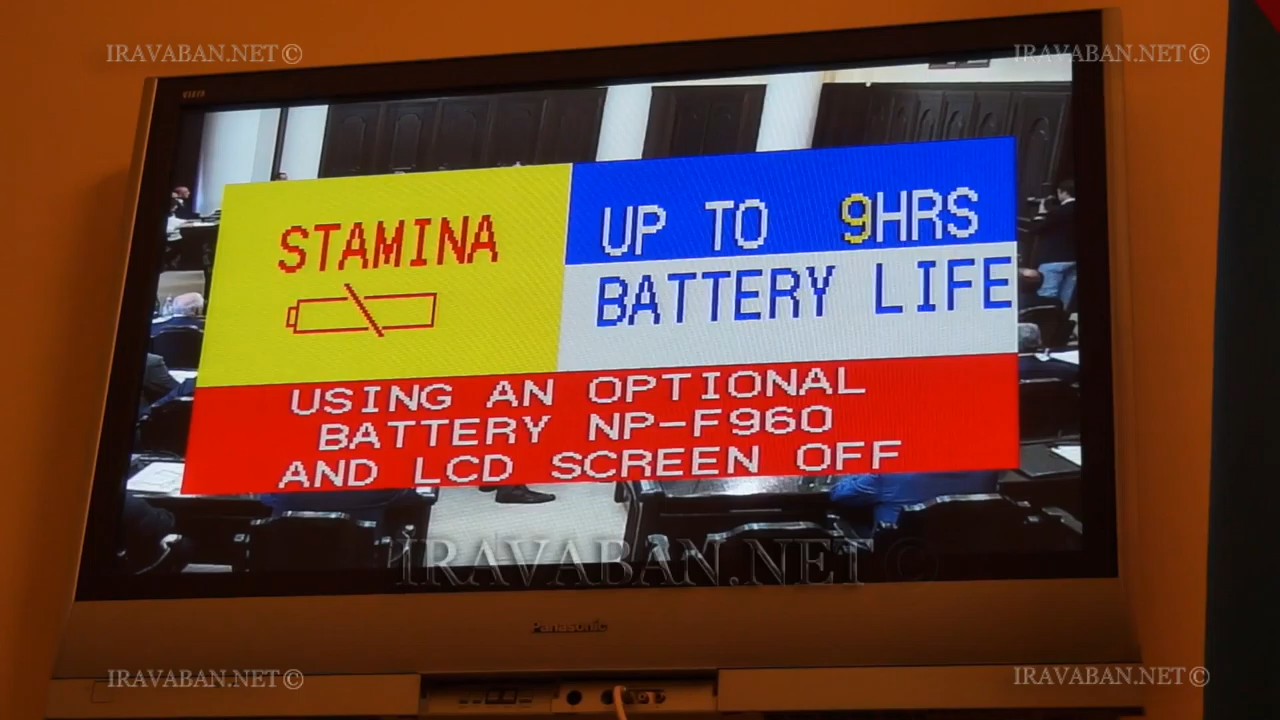 IRAVABAN.NET©
IRAVABAN.NET©
STAMINA
UP TO 9HRS
BATTERY LIFE
USING AN OPTIONAL
BATTERY NP-F960
AND LCD SCREEN OFF
IRAVABAN.NET©
Panasonic
IRAVABAN.NET©
IRAVABAN.NET©